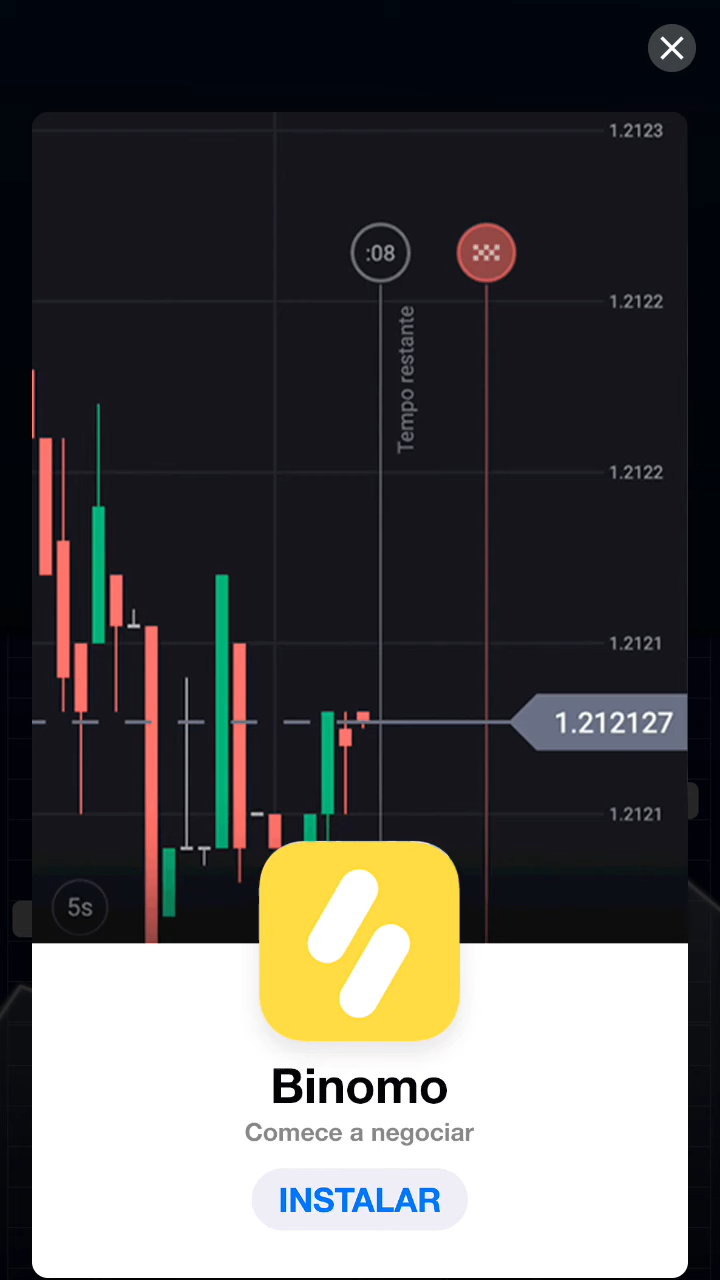 1.2123
:08
1.2122
Tempo restante
1.2122
1.2121
1.212127
1.2121
5s
Binomo
Comece a negociar
INSTALAR